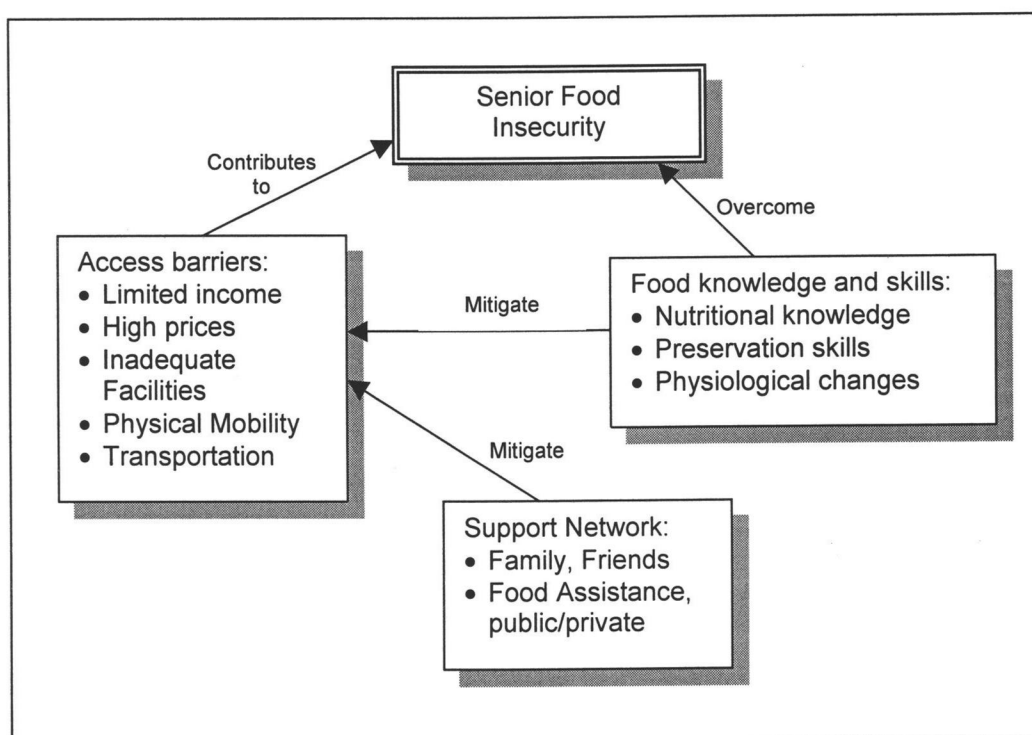 Senior Food
Insecurity
Contributes
to
Overcome
Access barriers:
• Limited income
• High prices
• Inadequate
Facilities
• Physical Mobility
• Transportation
Mitigate
Food knowledge and skills:
• Nutritional knowledge
• Preservation skills
• Physiological changes
Mitigate
Support Network:
• Family, Friends
• Food Assistance,
public/private